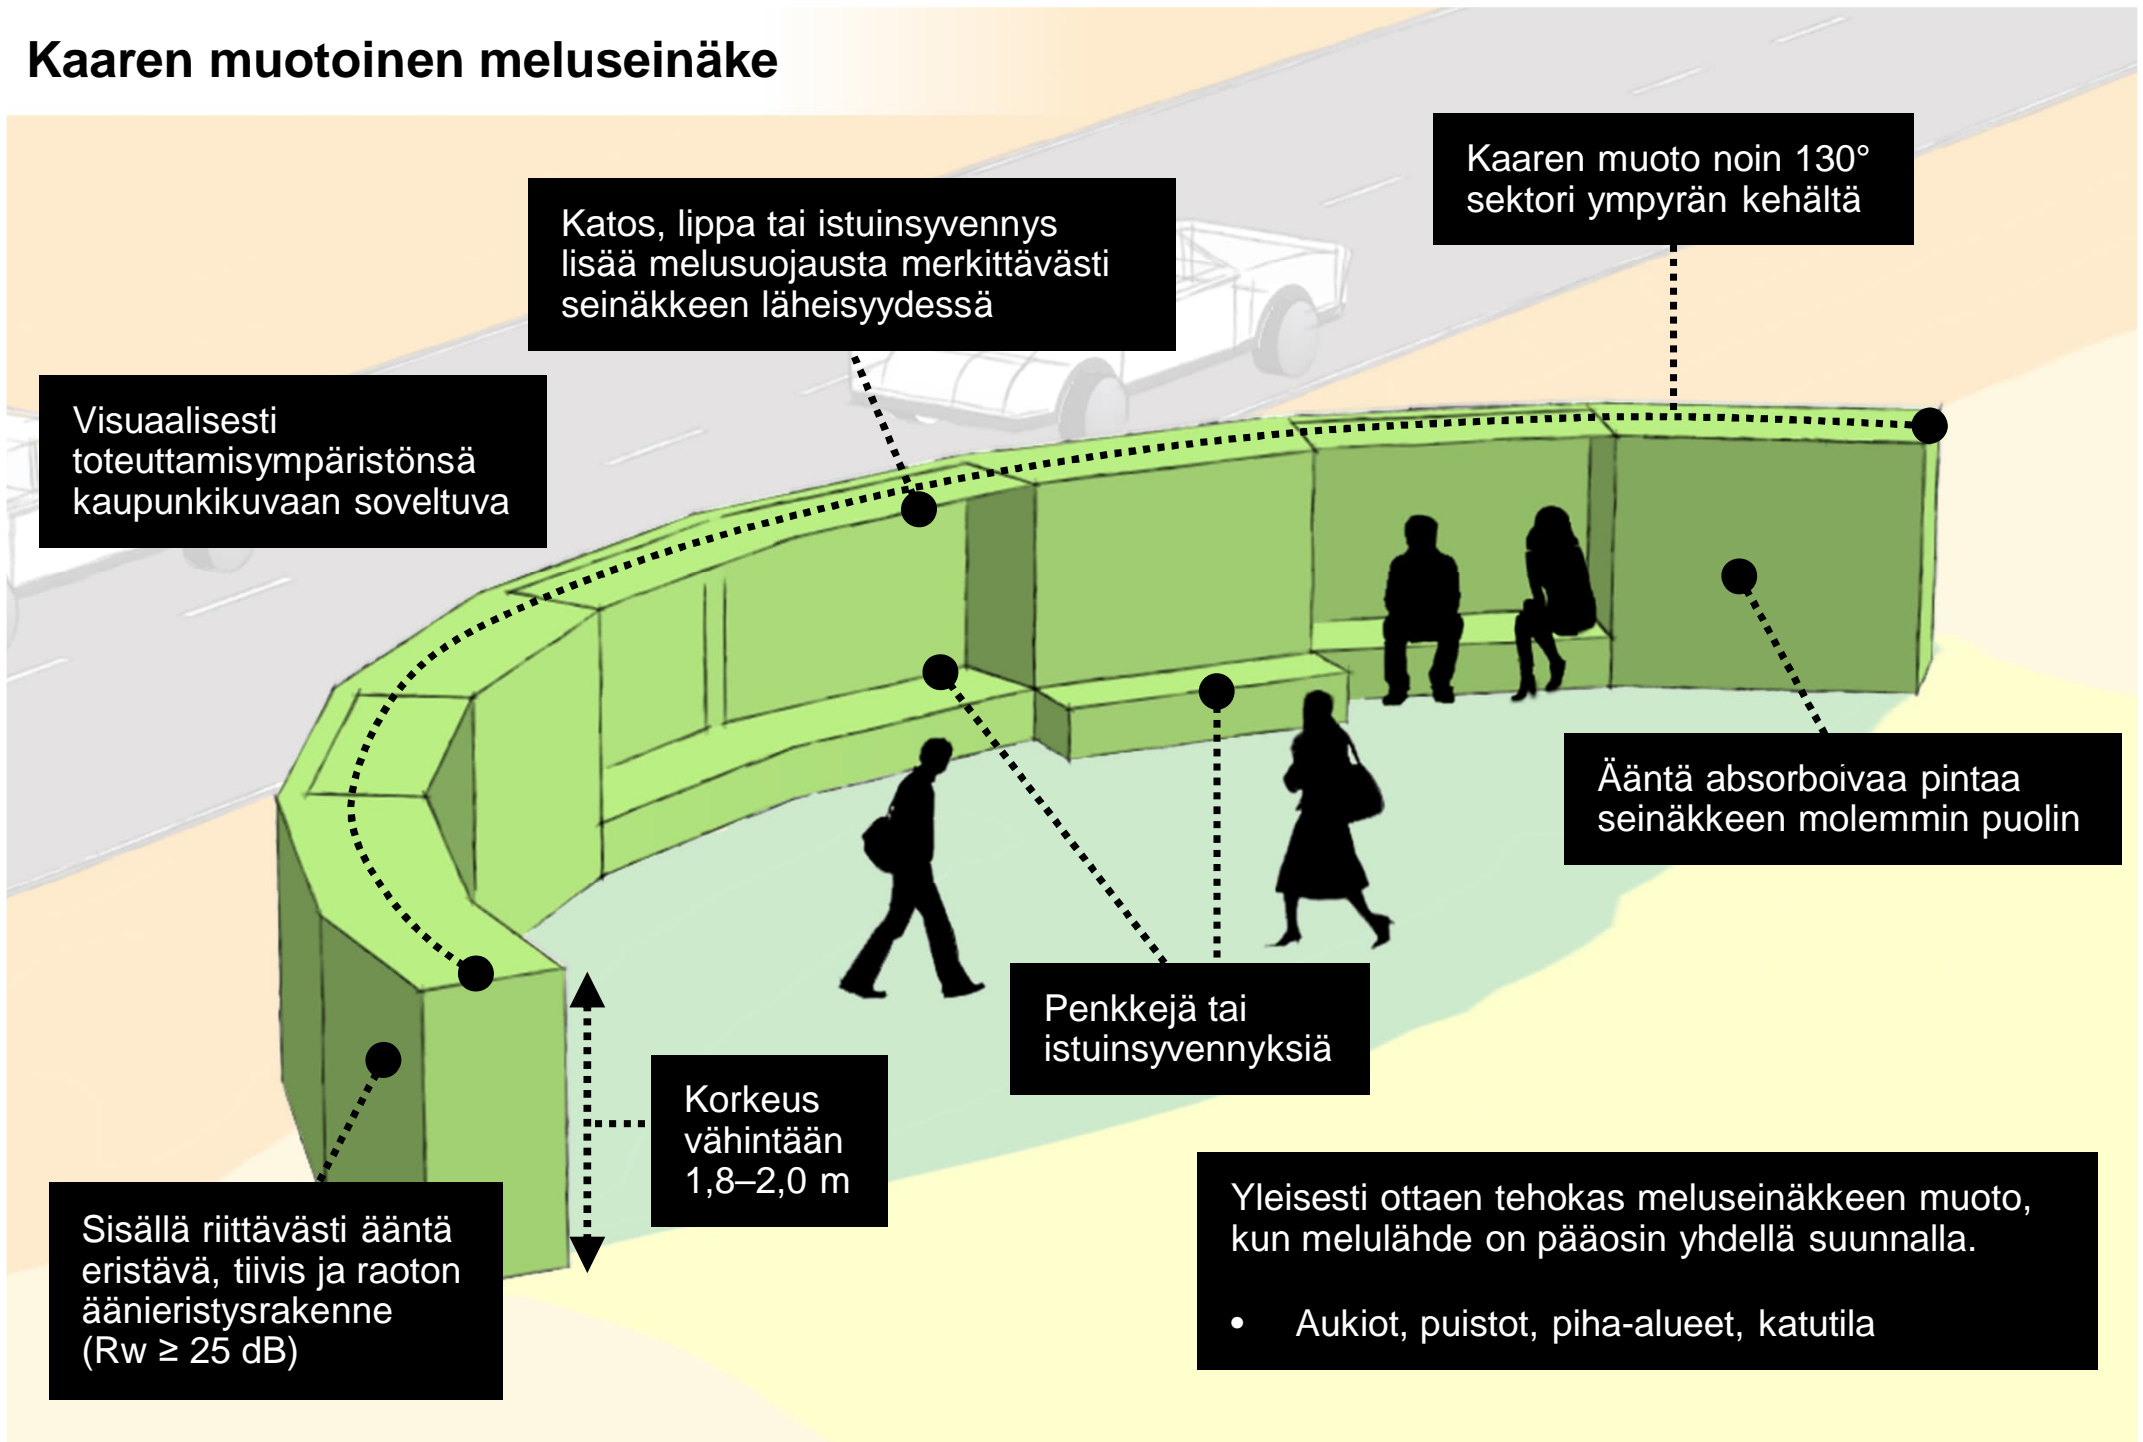 Kaaren muotoinen meluseinäke
Kaaren muoto noin 130°
sektori ympyrän kehältä
Katos, lippa tai istuinsyvennys
lisää melusuojausta merkittävästi
seinäkkeen läheisyydessä
Visuaalisesti
toteuttamisympäristönsä
kaupunkikuvaan soveltuva
Ääntä absorboivaa pintaa
seinäkkeen molemmin puolin
Penkkejä tai
istuinsyvennyksiä
Korkeus
vähintään
1,8–2,0 m
Sisällä riittävästi ääntä
eristävä, tiivis ja raoton
äänieristysrakenne
(Rw ≥ 25 dB)
Yleisesti ottaen tehokas meluseinäkkeen muoto,
kun melulähde on pääosin yhdellä suunnalla.
• Aukiot, puistot, piha-alueet, katutila